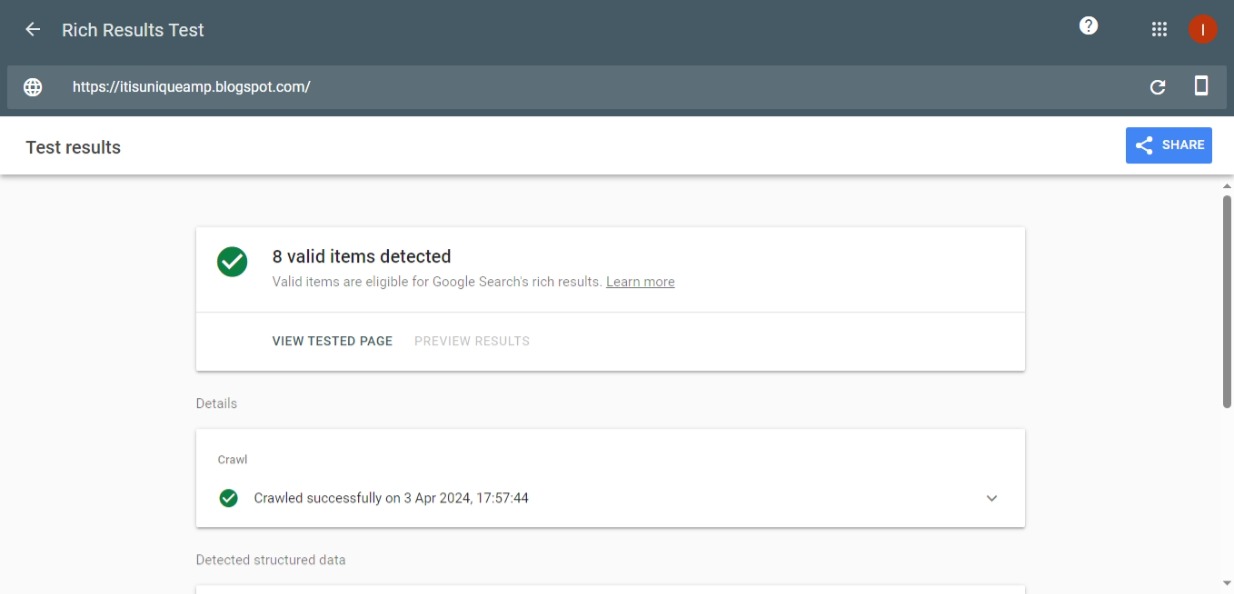 Rich Results Test
I
https://itisuniqueamp.blogspot.com/
Test results
SHARE
8 valid items detected
Valid items are eligible for Google Search's rich results. Learn more
VIEW TESTED PAGE PREVIEW RESULTS
Details
Crawl
Crawled successfully on 3 Apr 2024, 17:57:44
Detected structured data